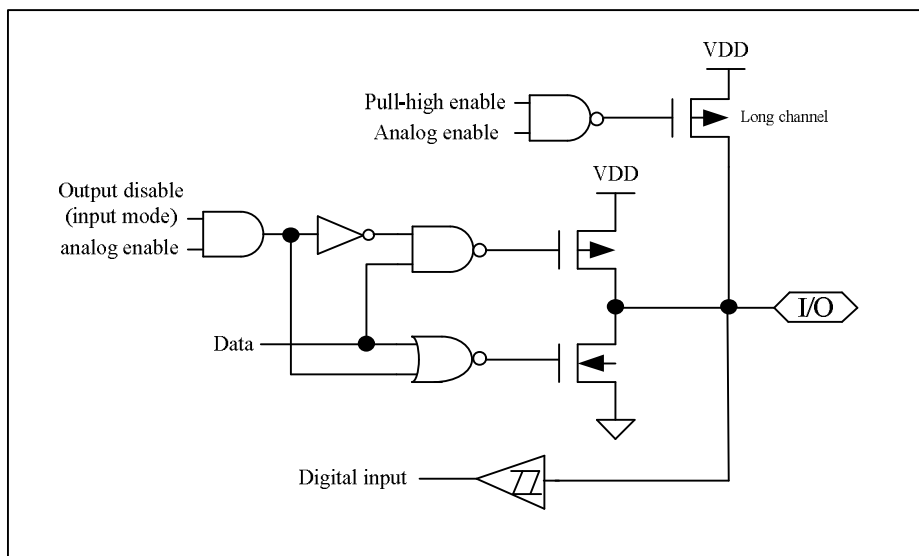 VDD
Pull-high enable
Analog enable
Long channel
VDD
Output disable
(input mode)
analog enable
I/O
Data
Digital input